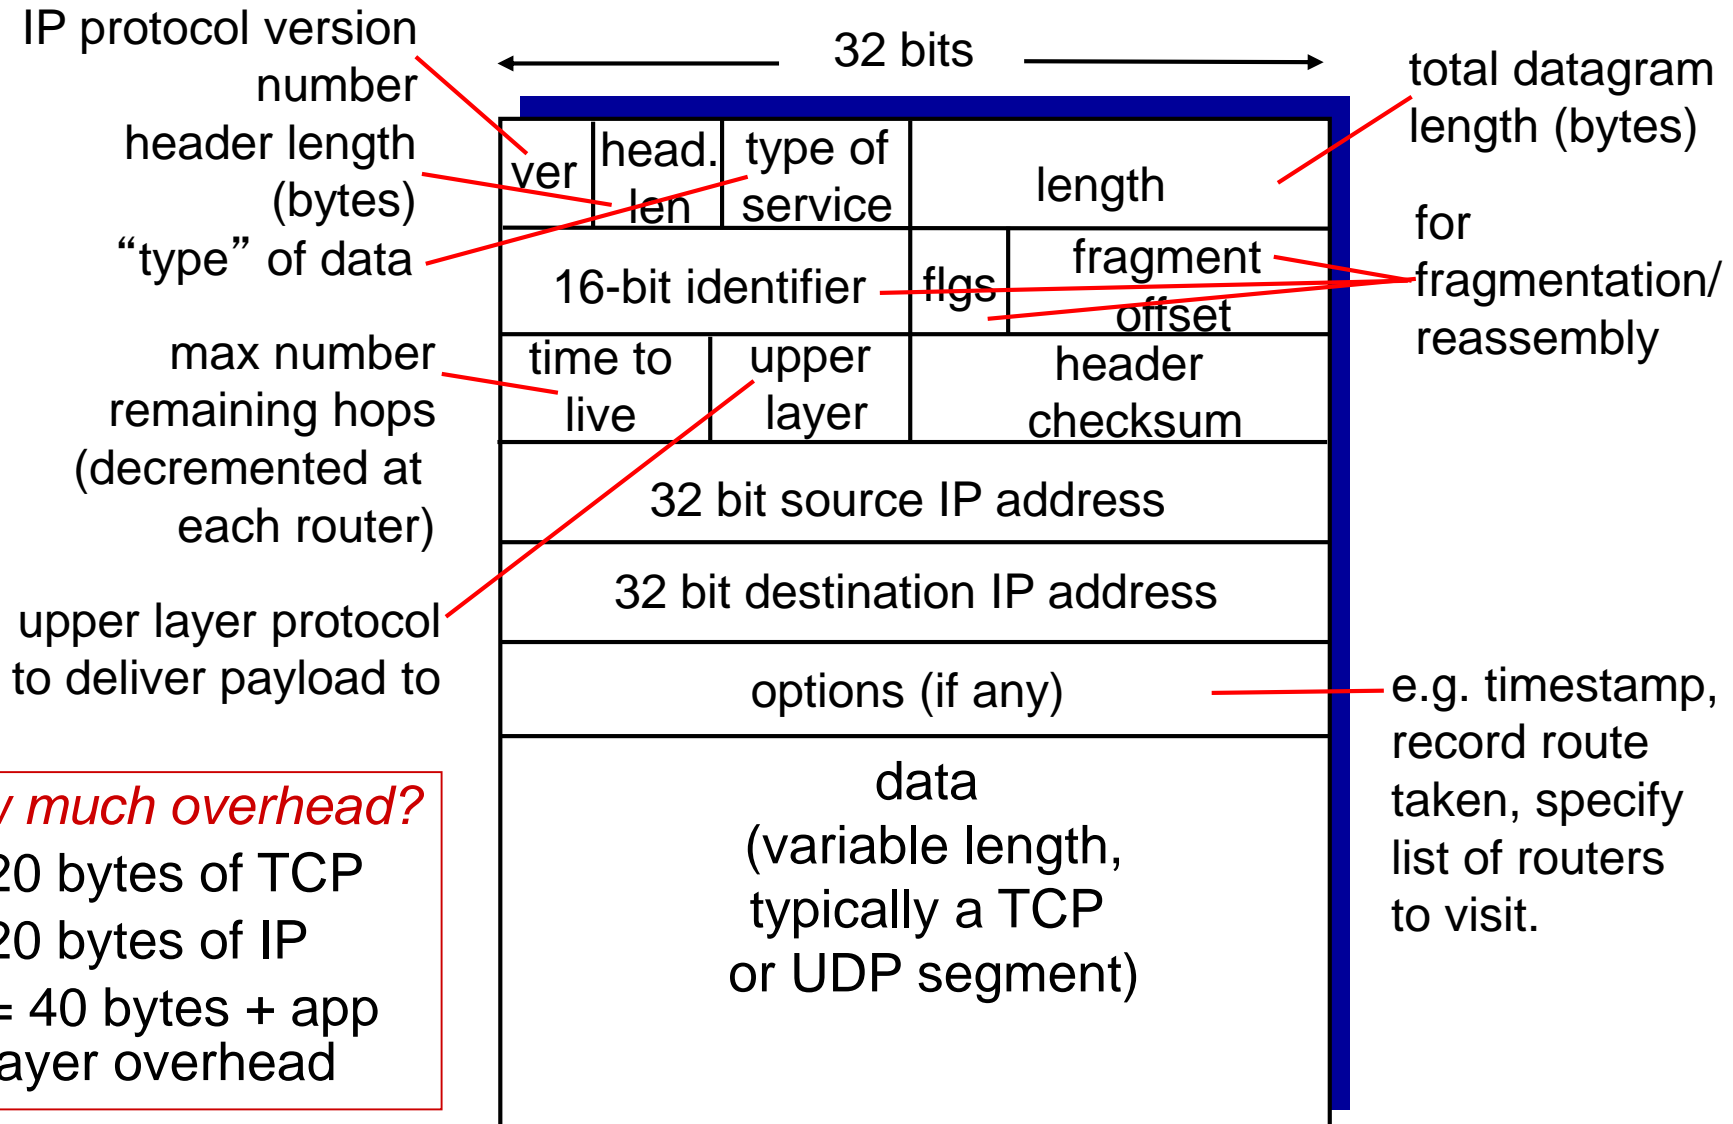 IP protocol version
number
header length
(bytes)
“type” of data
max number
remaining hops
(decremented at
each router)
upper layer protocol
to deliver payload to
much overhead?
20 bytes of TCP
20 bytes of IP
= 40 bytes + app
overhead
32 bits
ver
head.
len
type of
service
length
16-bit identifier
flgs
fragment
offset
time to
live
upper
layer
header
checksum
32 bit source IP address
32 bit destination IP address
options (if any)
data
(variable length,
typically a TCP
or UDP segment)
total datagram
length (bytes)
for
fragmentation/
reassembly
e.g. timestamp,
record route
taken, specify
list of routers
to visit.